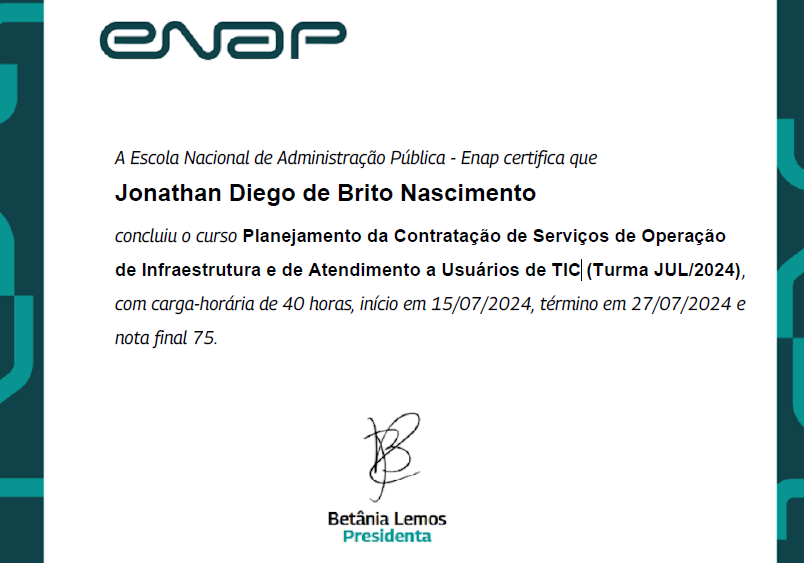 enap
A Escola Nacional de Administração Pública - Enap certifica que
Jonathan Diego de Brito Nascimento
concluiu o curso Planejamento da Contratação de Serviços de Operação
de Infraestrutura e de Atendimento a Usuários de TIC (Turma JUL/2024),
com carga-horária de 40 horas, início em 15/07/2024, término em 27/07/2024 e
nota final 75.
Betânia Lemos
Presidenta